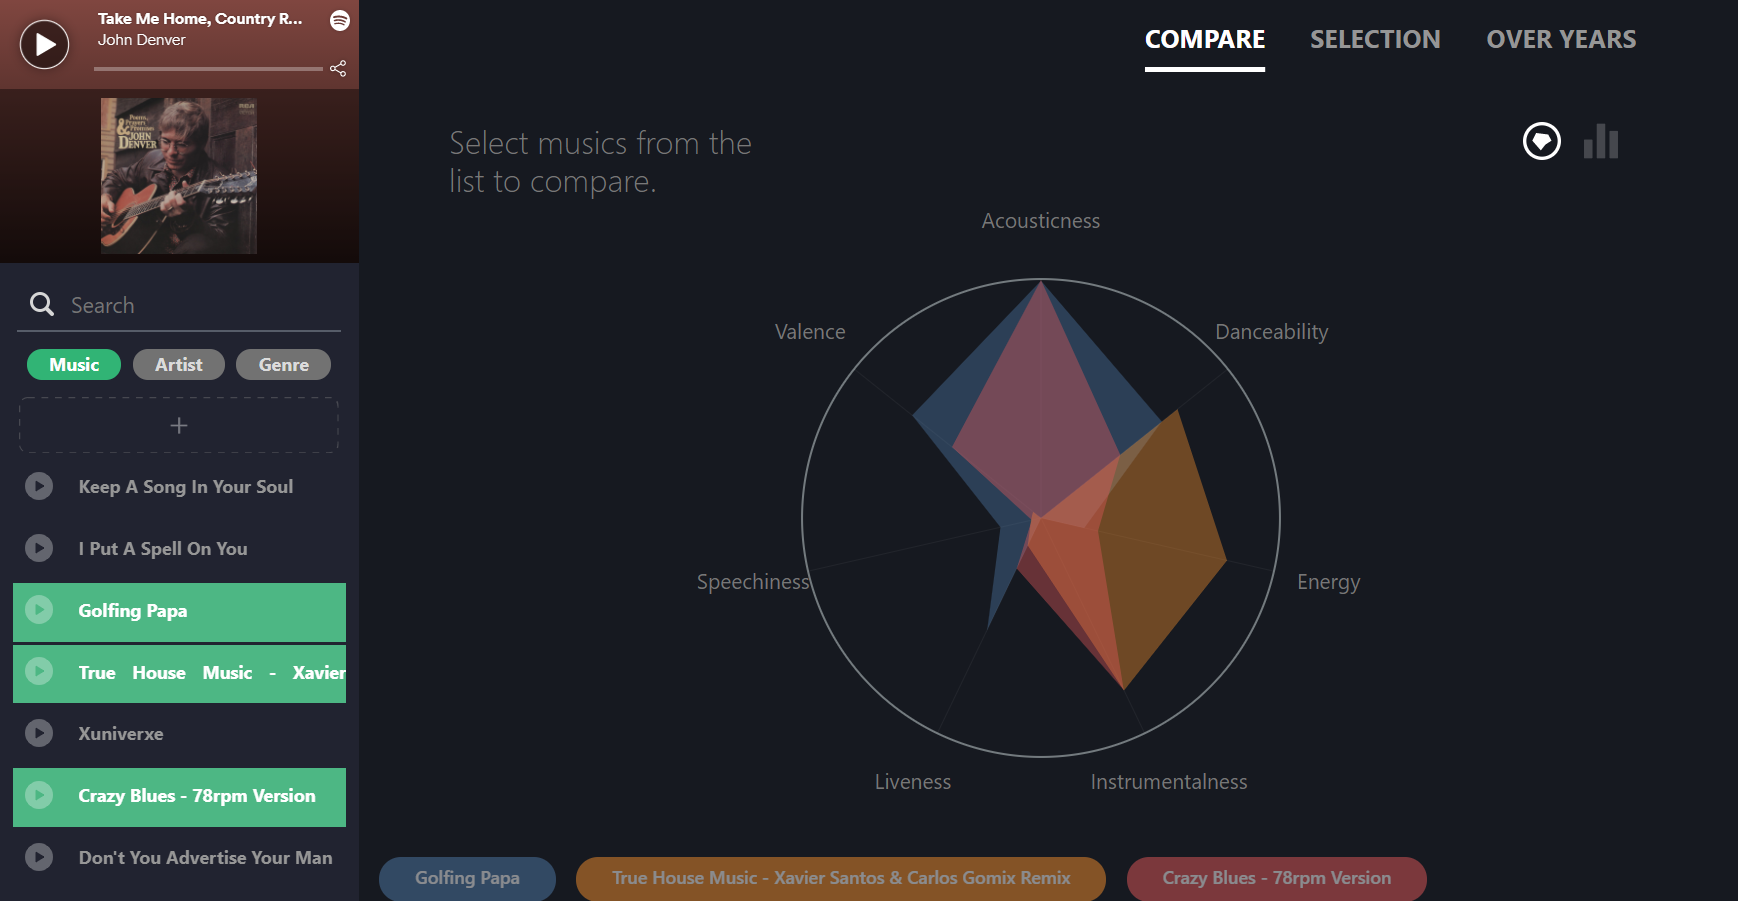 Take Me Home, Country R...
John Denver
Poems,
Prayers
& Promises
JOHN
DENVER
RCA
Search
Music
Artist
Genre
+
Keep A Song In Your Soul
I Put A Spell On You
Golfing Papa
True House Music - Xavier
Xuniverxe
Crazy Blues - 78rpm Version
Don't You Advertise Your Man
COMPARE
SELECTION
OVER YEARS
Select musics from the
list to compare.
Acousticness
Valence
Danceability
Speechiness
Energy
Liveness
Instrumentalness
Golfing Papa
True House Music - Xavier Santos & Carlos Gomix Remix
Crazy Blues - 78rpm Version